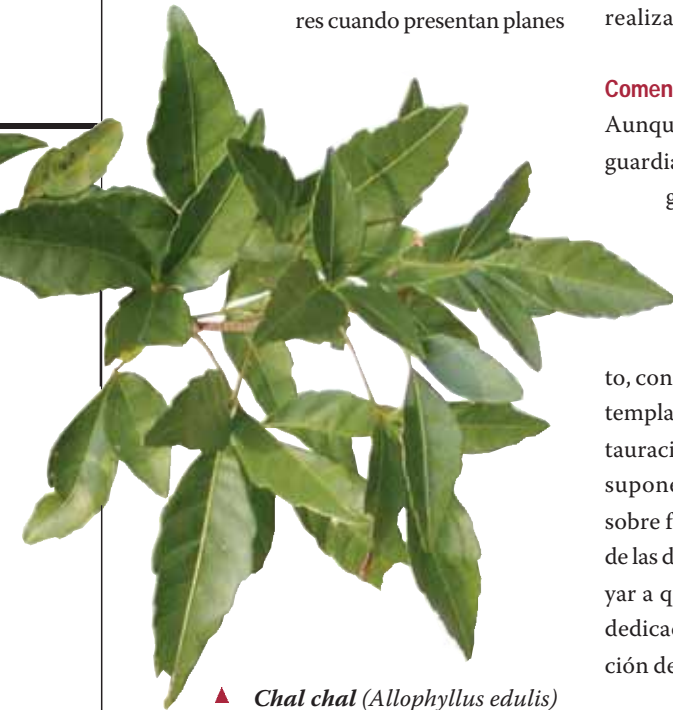 res cuando presentan planes
Chal chal (Allophyllus edulis)
realiza
Comen
Aunqu
guardia
g
to, con
templa
tauraci
supone
sobre f
de las d
yar a q
dedicac
ción de